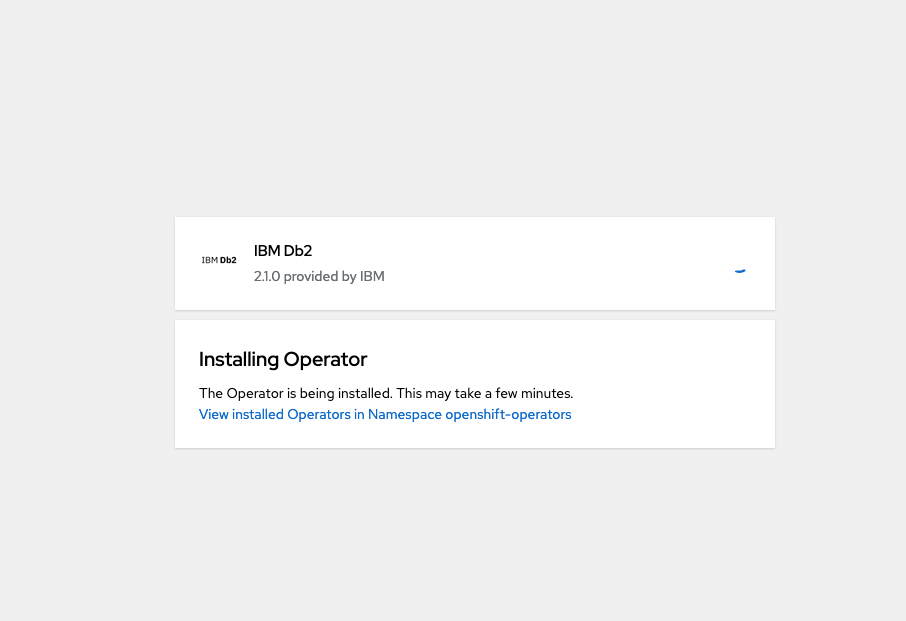 IBM Db2
IBM Db2
2.1.0 provided by IBM
Installing Operator
The Operator is being installed. This may take a few minutes.
View installed Operators in Namespace openshift-operators